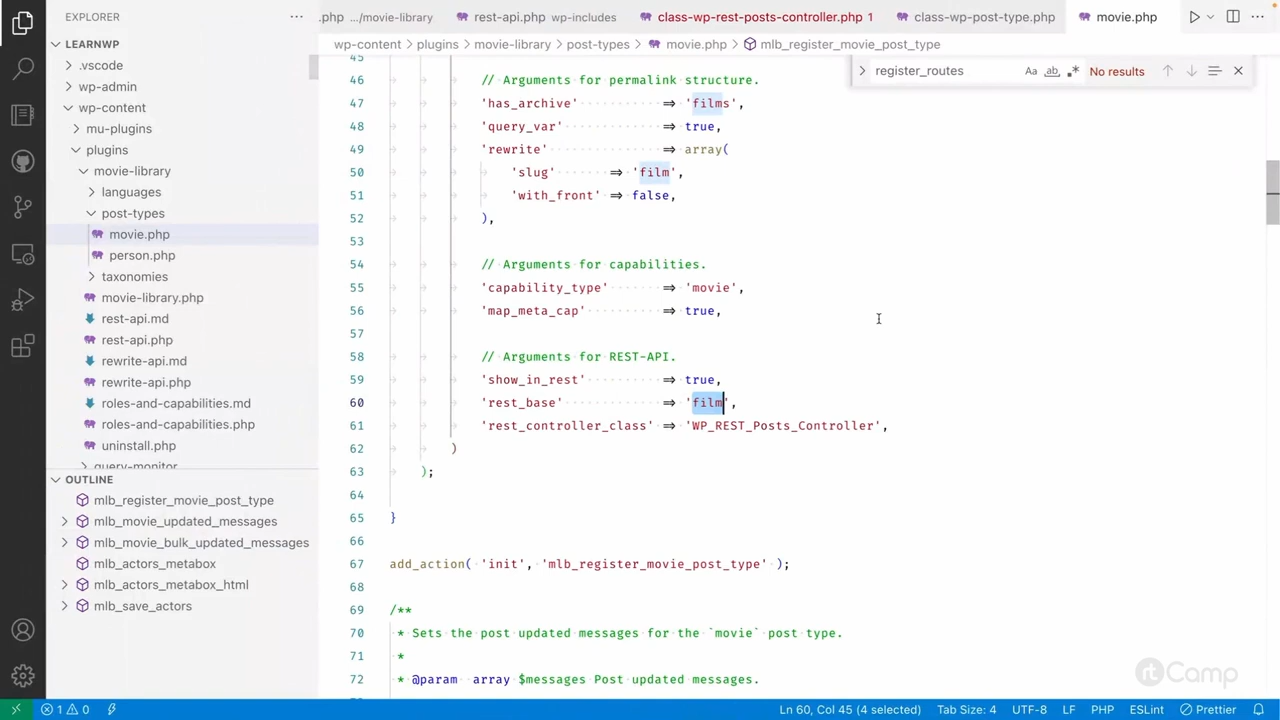 EXPLORER
.php .../movie-library
rest-api.php wp-includes
class-wp-rest-posts-controller.php 1
class-wp-post-type.php
movie.php
wp-content > plugins > movie-library > post-types > movie.php > mlb_register_movie_post_type
register_routes
Aa
ab
No results
LEARNWP
.vscode
wp-admin
wp-content
mu-plugins
plugins
movie-library
languages
post-types
movie.php
person.php
taxonomies
movie-library.php
rest-api.md
rest-api.php
rewrite-api.md
rewrite-api.php
roles-and-capabilities.md
roles-and-capabilities.php
uninstall.php
query-monitor
OUTLINE
mlb_register_movie_post_type
mlb_movie_updated_messages
mlb_movie_bulk_updated_messages
mlb_actors_metabox
mlb_actors_metabox_html
mlb_save_actors
45
46 // Arguments for permalink structure.
47 'has_archive' => 'films',
48 'query_var' => true,
49 'rewrite' => array(
50 'slug' => 'film',
51 'with_front' => false,
52 ),
53
54 // Arguments for capabilities.
55 'capability_type' => 'movie',
56 'map_meta_cap' => true,
57
58 // Arguments for REST-API.
59 'show_in_rest' => true,
60 'rest_base' => 'film',
61 'rest_controller_class' => 'WP_REST_Posts_Controller',
62 )
63 );
64
65 }
66
67 add_action( 'init', 'mlb_register_movie_post_type' );
68
69 /**
70 * Sets the post updated messages for the `movie` post type.
71 *
72 * @param array $messages Post updated messages.
rtCamp
1 0
Ln 60, Col 45 (4 selected)
Tab Size: 4
UTF-8
LF
PHP
ESLint
Prettier